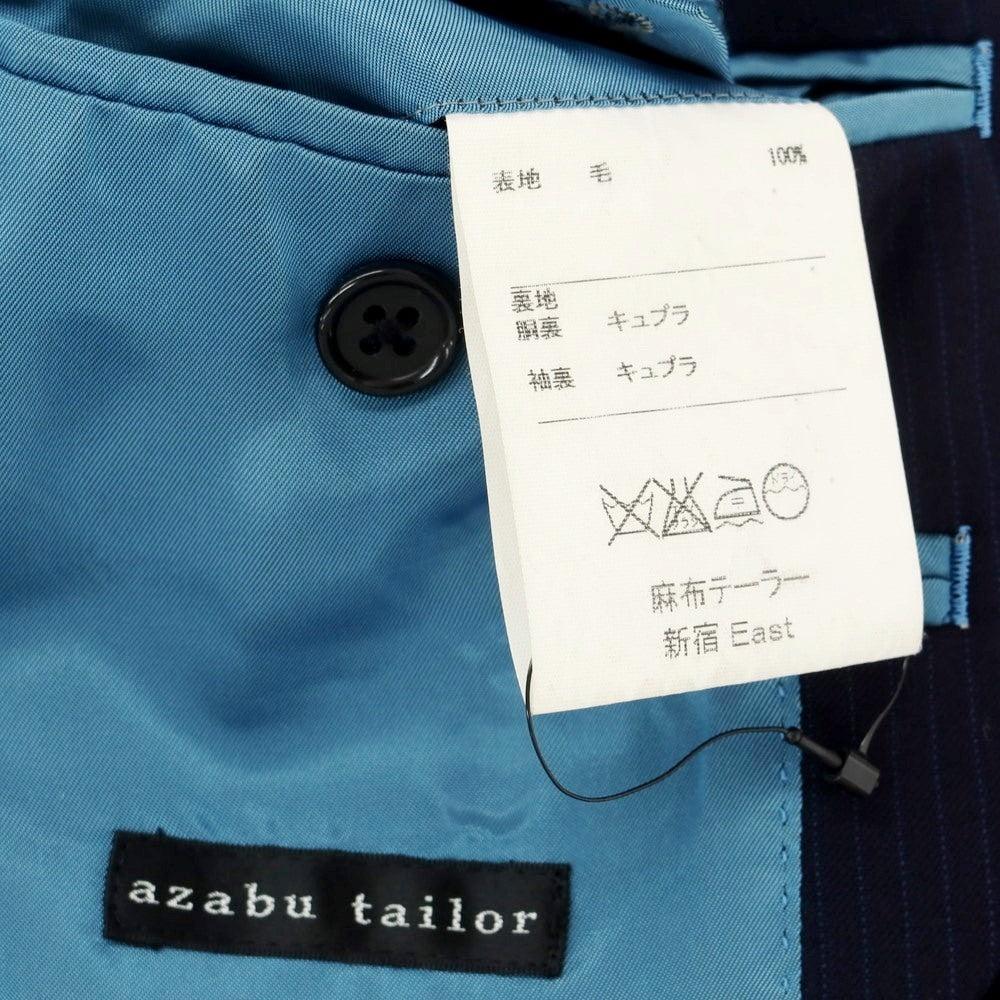 表地 毛 100%
裏地
胴裏 キュプラ
袖裏 キュプラ
ドライ
麻布テーラー
新宿 East
azabu tailor